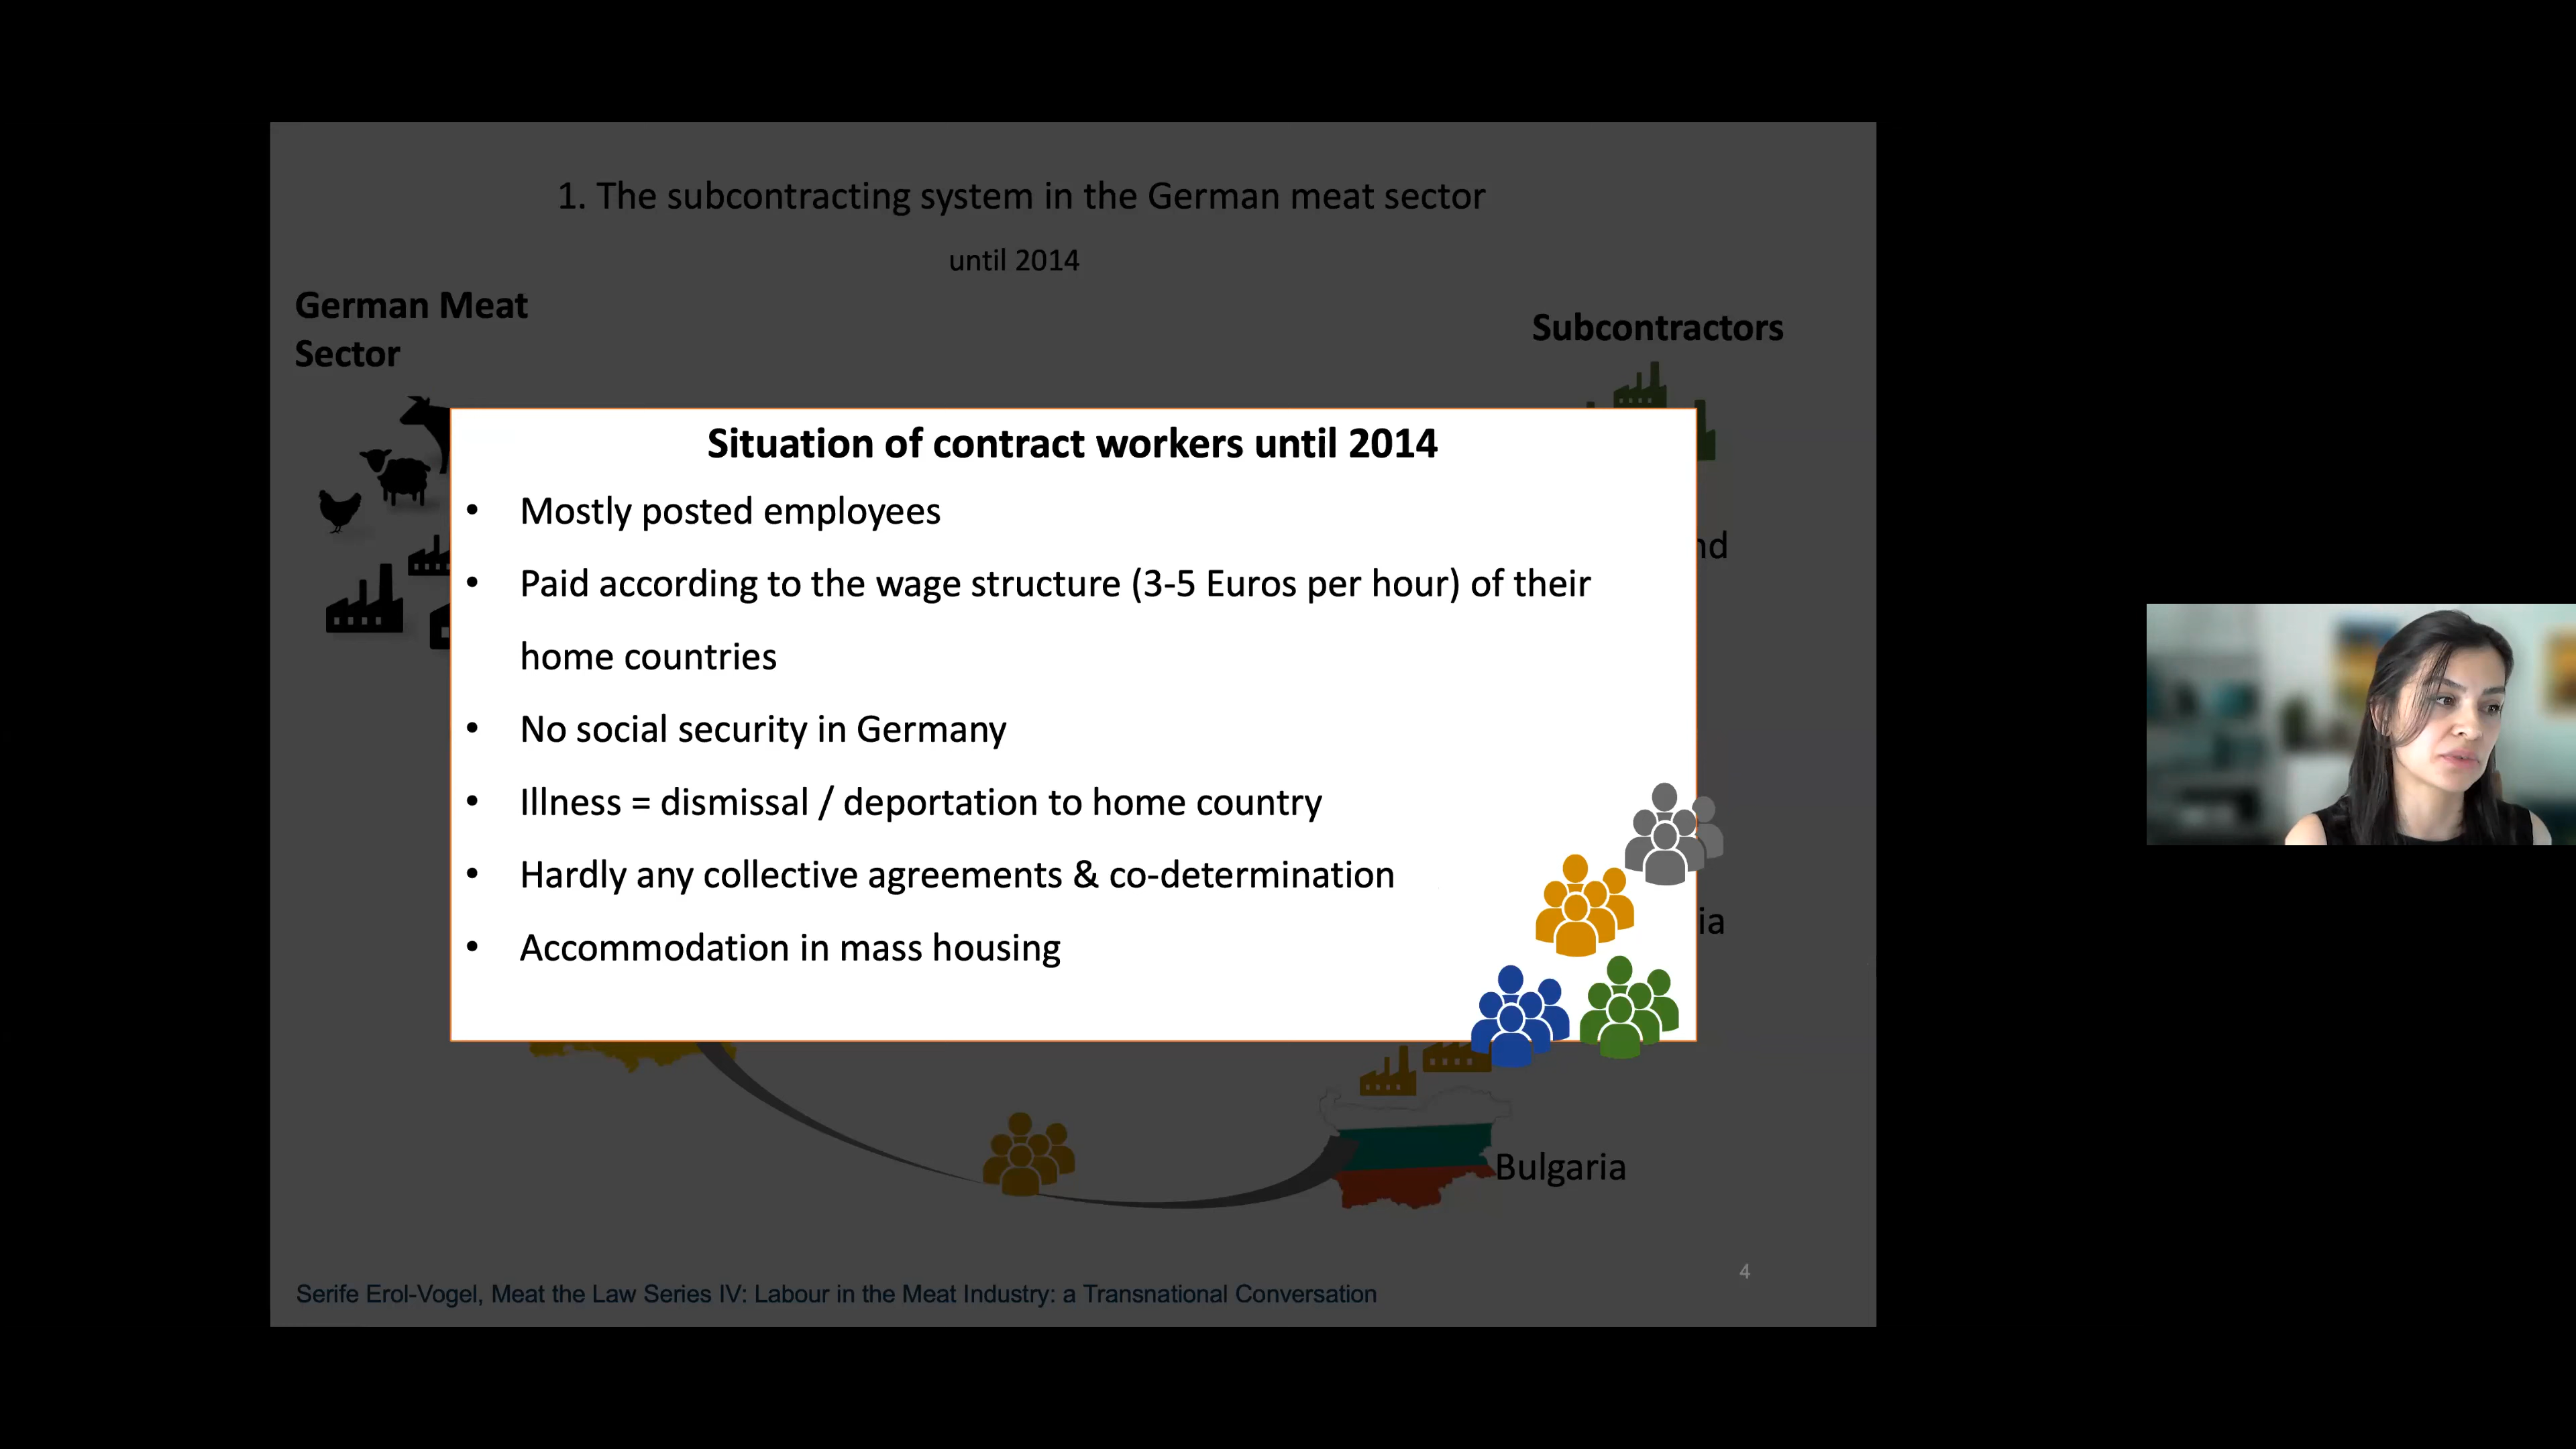 1. The subcontracting system in the German meat sector
until 2014
German Meat
Sector
Subcontractors
Situation of contract workers until 2014
• Mostly posted employees
• Paid according to the wage structure (3-5 Euros per hour) of their
home countries
• No social security in Germany
• Illness = dismissal / deportation to home country
• Hardly any collective agreements & co-determination
• Accommodation in mass housing
Bulgaria
4
Serife Erol-Vogel, Meat the Law Series IV: Labour in the Meat Industry: a Transnational Conversation